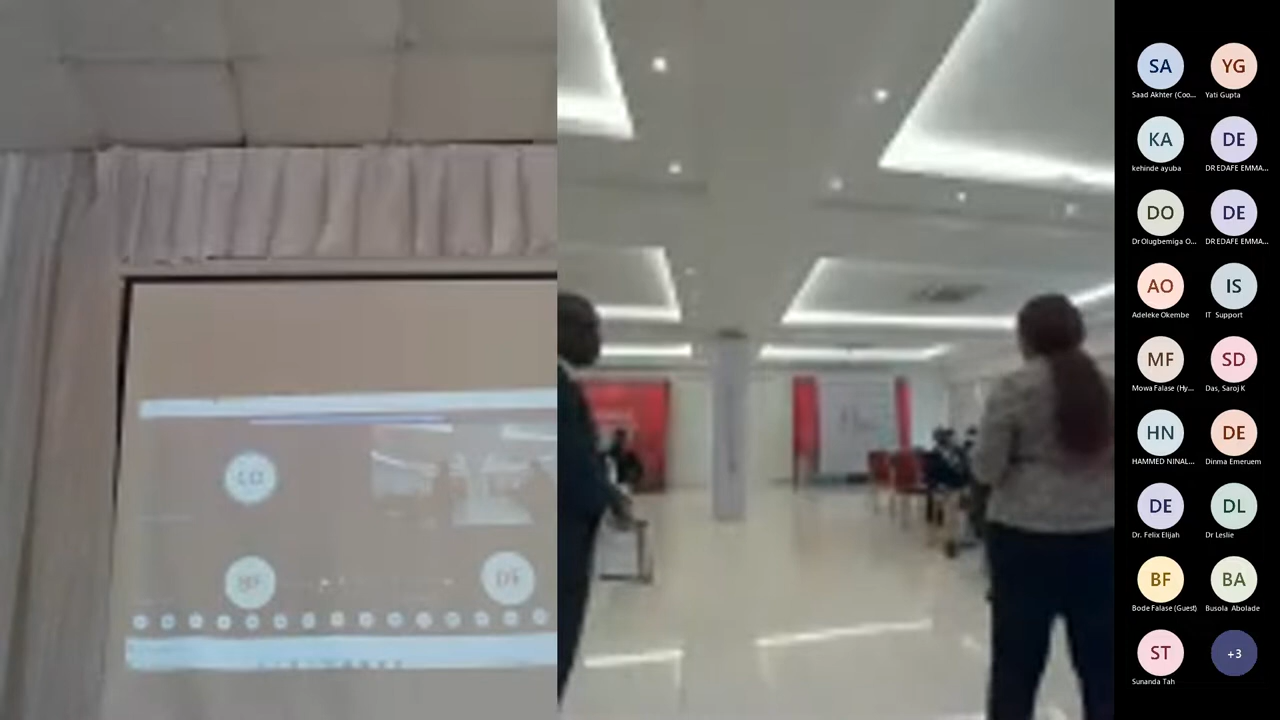 SA YG
Saad Akhter (Coo... Yati Gupta
KA DE
kehinde ayuba DR EDAFE EMMA...
DO DE
Dr Olugbemiga O... DR EDAFE EMMA...
AO IS
Adeleke Okembe IT Support
MF SD
Mowa Falase (Hy... Das, Saroj K
HN DE
HAMMED NINAL... Dinma Emeruem
DE DL
Dr. Felix Elijah Dr Leslie
BF BA
Bode Falase (Guest) Busola Abolade
ST +3
Sunanda Tah